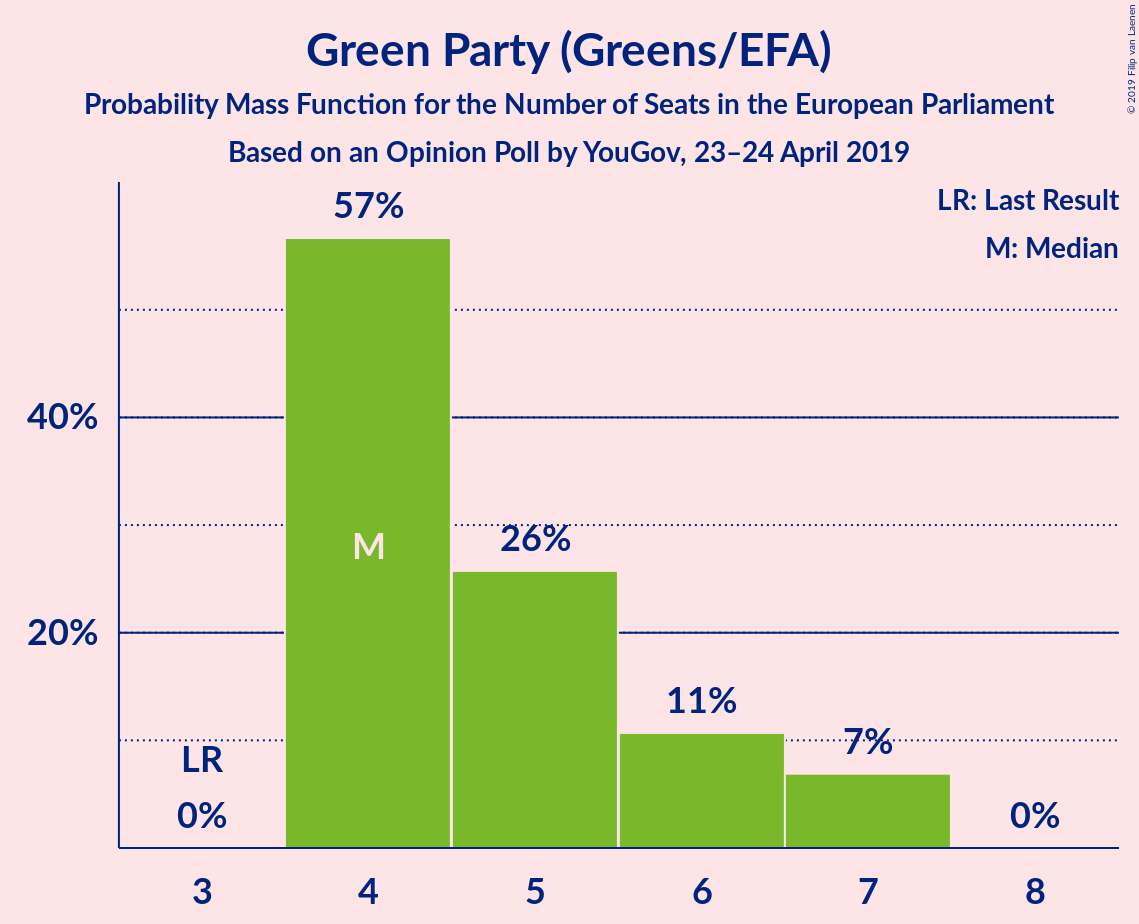 Green Party (Greens/EFA)
Probability Mass Function for the Number of Seats in the European Parliament
Based on an Opinion Poll by YouGov, 23–24 April 2019
© 2019 Filip van Laenen
LR: Last Result
M: Median
57%
40%
M
26%
20%
11%
7%
LR
0%
0%
3 4 5 6 7 8